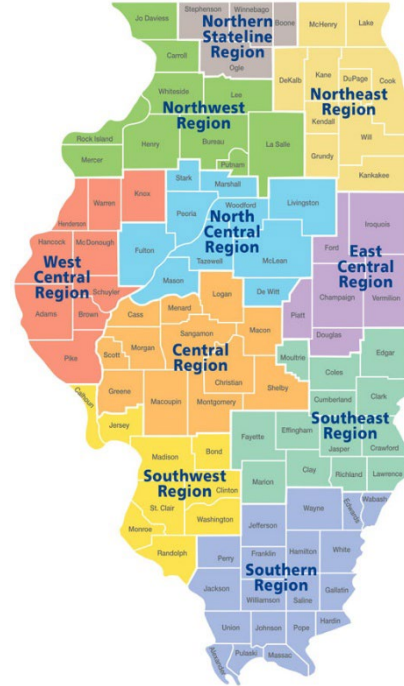 Jo Daviess
Stephenson
Winnebago
Boone
McHenry
Lake
Northern
Stateline
Region
Carroll
Ogle
DeKalb
Kane
DuPage
Cook
Whiteside
Lee
Northwest
Region
Northeast
Region
Kendall
Will
Rock Island
Henry
Bureau
La Salle
Grundy
Mercer
Putnam
Kankakee
Stark
Marshall
Knox
Warren
Henderson
Peoria
Woodford
Livingston
Iroquois
North
Central
Region
Ford
Hancock
McDonough
Fulton
Tazewell
McLean
West
Central
Region
East
Central
Region
Mason
Schuyler
Logan
De Witt
Champaign
Vermilion
Adams
Brown
Cass
Menard
Piatt
Macon
Sangamon
Douglas
Morgan
Central
Region
Moultrie
Edgar
Pike
Scott
Christian
Coles
Shelby
Greene
Macoupin
Montgomery
Cumberland
Clark
Calhoun
Jersey
Southeast
Region
Fayette
Effingham
Jasper
Crawford
Madison
Bond
Southwest
Region
Clinton
Marion
Clay
Richland
Lawrence
St. Clair
Washington
Jefferson
Wayne
Edwards
Wabash
Monroe
Randolph
Perry
Franklin
Hamilton
White
Southern
Region
Jackson
Williamson
Saline
Gallatin
Union
Johnson
Pope
Hardin
Alexander
Pulaski
Massac